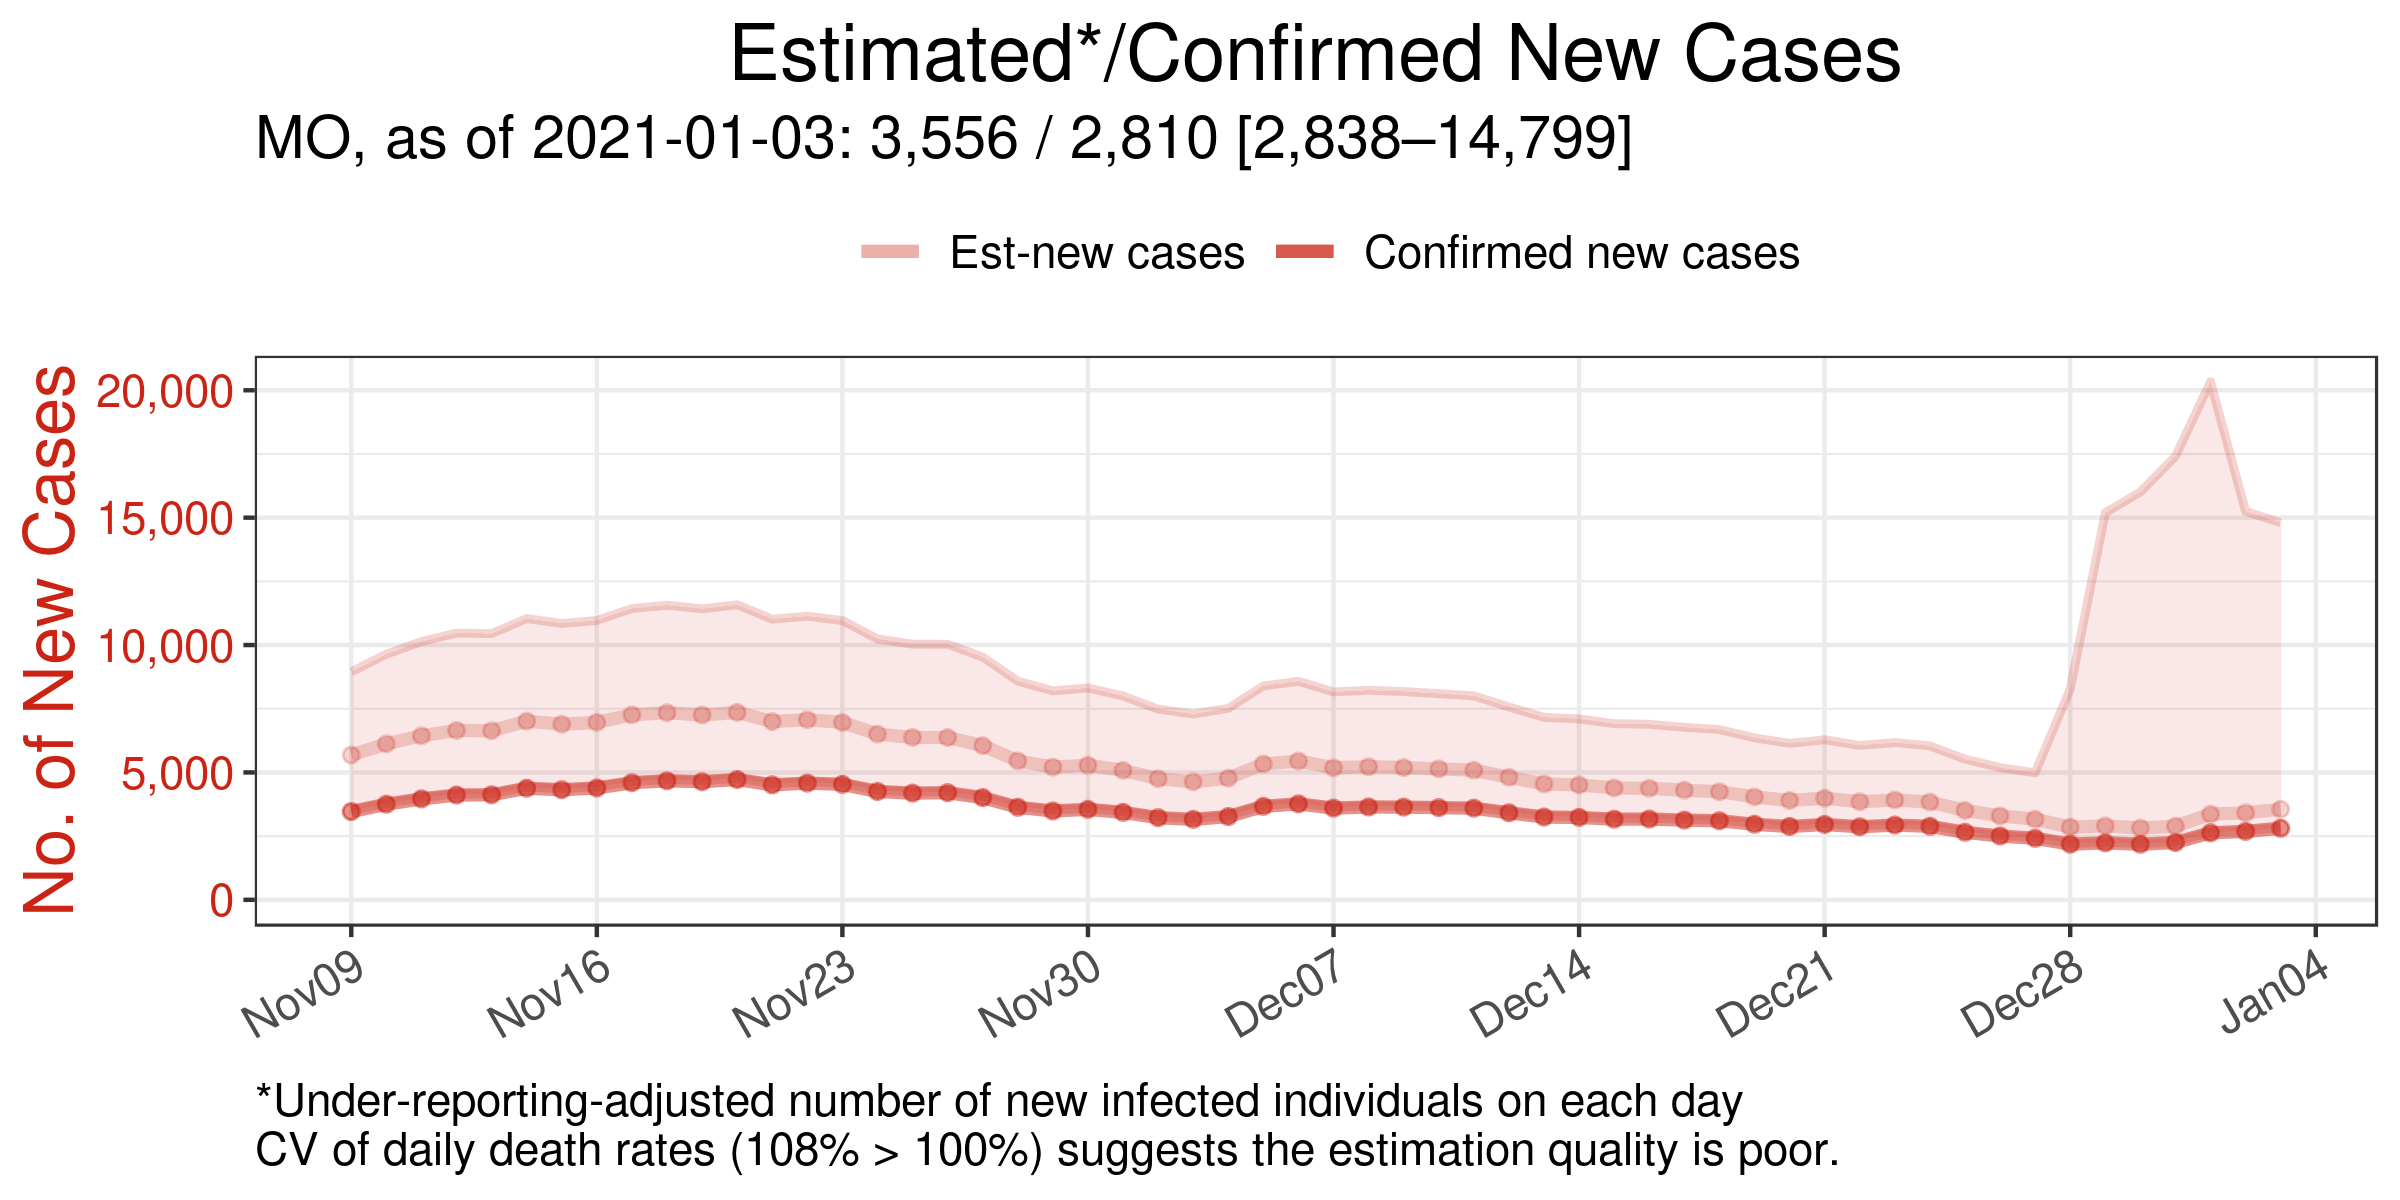 Estimated*/Confirmed New Cases
MO, as of 2021-01-03: 3,556 / 2,810 [2,838–14,799]
Est-new cases
Confirmed new cases
No. of New Cases
20,000
15,000
10,000
5,000
0
Nov09
Nov16
Nov23
Nov30
Dec07
Dec14
Dec21
Dec28
Jan04
*Under-reporting-adjusted number of new infected individuals on each day
CV of daily death rates (108% > 100%) suggests the estimation quality is poor.